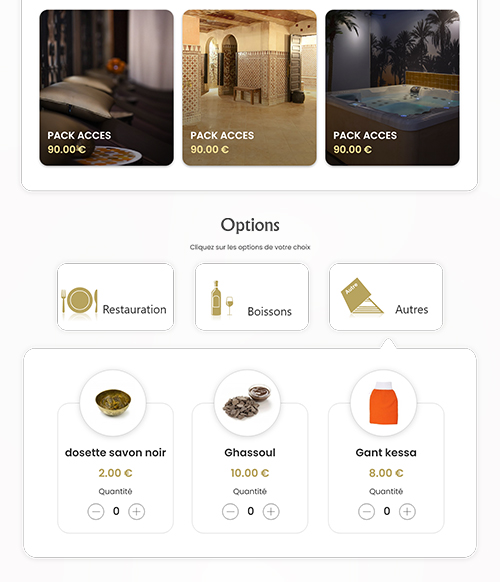 PACK ACCES
90.00 €
PACK ACCES
90.00 €
PACK ACCES
90.00 €
Options
Cliquez sur les options de votre choix
Restauration
Boissons
Autre
Autres
dosette savon noir
2.00 €
Quantité
0
Ghassoul
10.00 €
Quantité
0
Gant kessa
8.00 €
Quantité
0